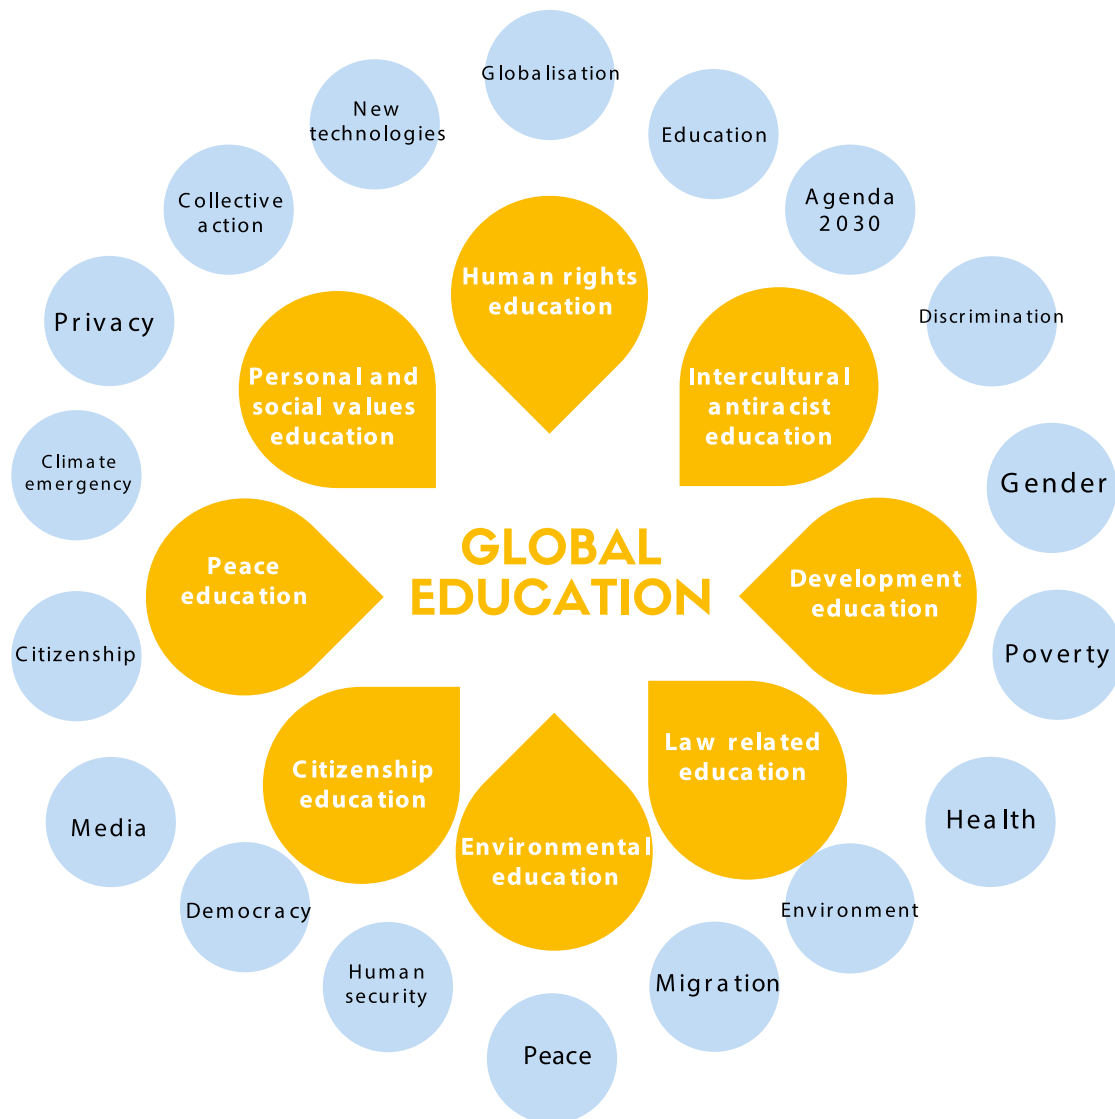 Globalisation
New
technologies
Education
Collective
action
Agenda
2030
Privacy
Human rights
education
Discrimination
Personal and
social values
education
Intercultural
antiracist
education
Climate
emergency
Gender
GLOBAL
EDUCATION
Peace
education
Development
education
Citizenship
Poverty
Citizenship
education
Law related
education
Media
Environmental
education
Health
Democracy
Environment
Human
security
Migration
Peace